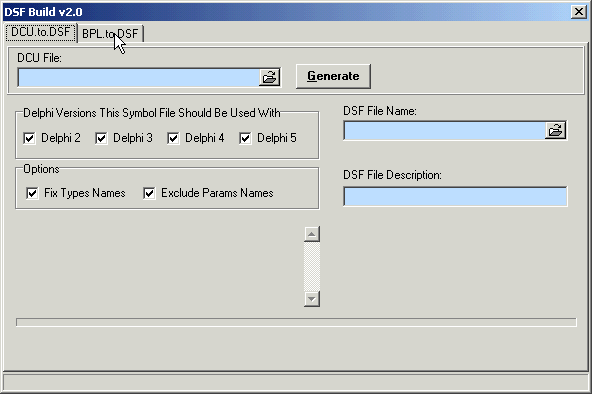 DSF Build v2.0
DCU.to.DSF BPL.to.DSF
DCU File:
Generate
Delphi Versions This Symbol File Should Be Used With
Delphi 2 Delphi 3 Delphi 4 Delphi 5
DSF File Name:
Options
Fix Types Names Exclude Params Names
DSF File Description: